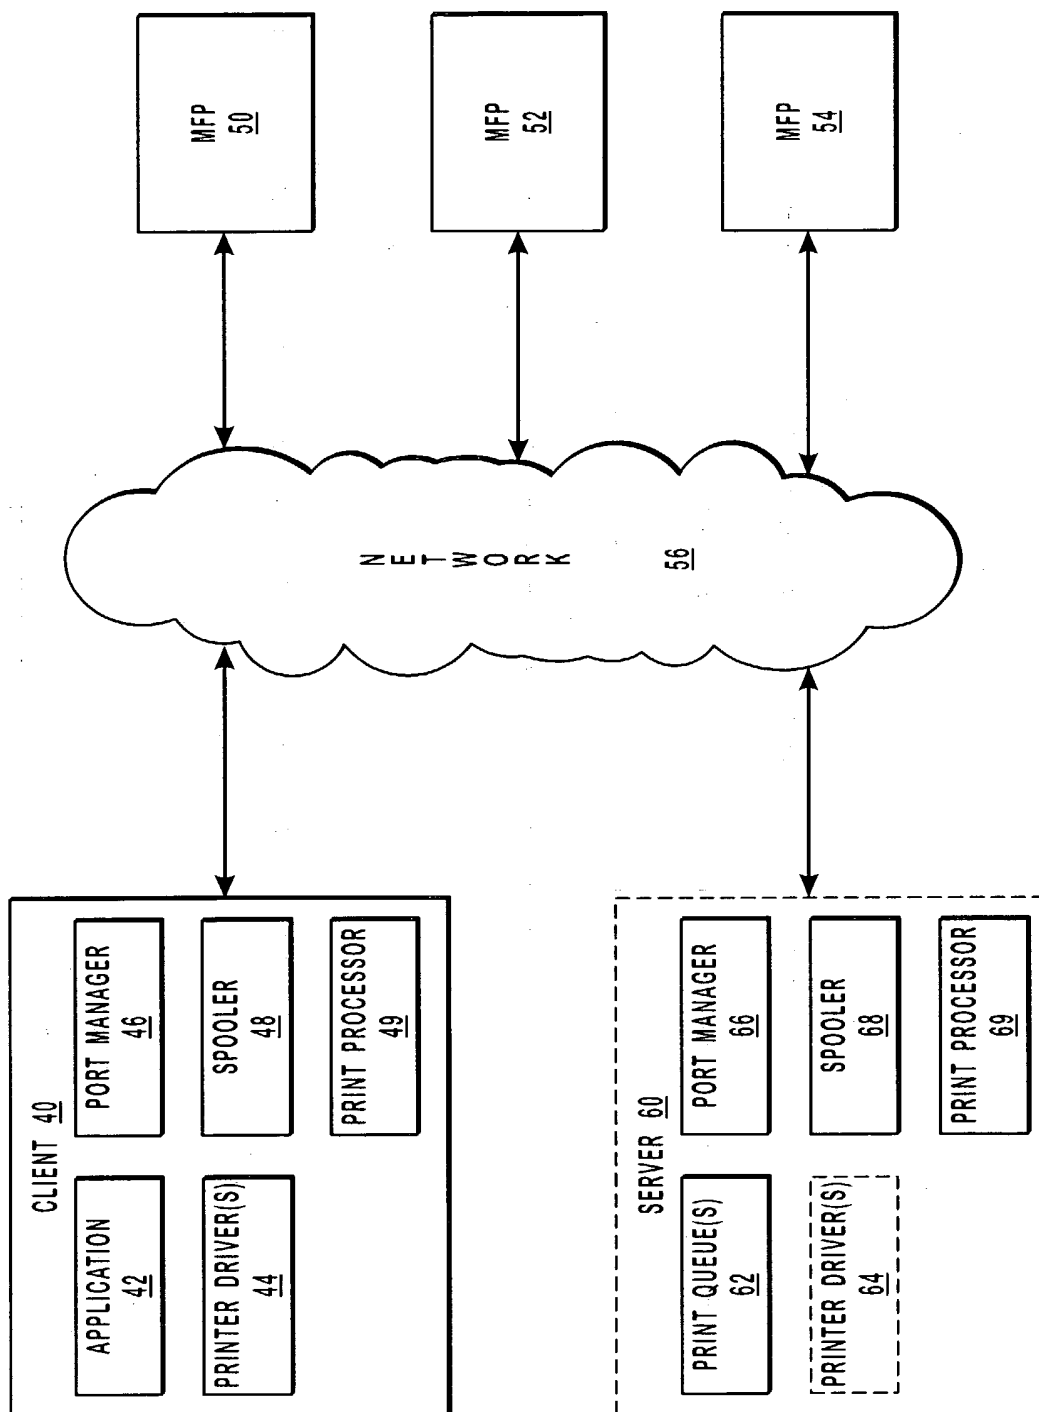 CLIENT 40
APPLICATION
42
PORT MANAGER
46
PRINTER DRIVER(S)
44
SPOOLER
48
PRINT PROCESSOR
49
SERVER 60
PRINT QUEUE(S)
62
PORT MANAGER
66
PRINTER DRIVER(S)
64
SPOOLER
68
PRINT PROCESSOR
69
NETWORK
56
MFP
50
MFP
52
MFP
54